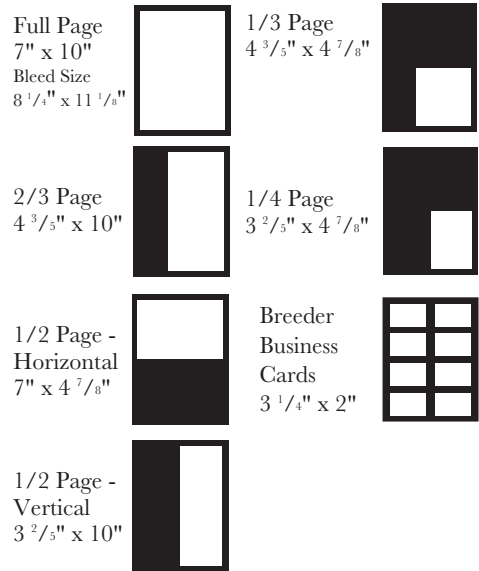 Full Page
7" x 10"
Bleed Size
8 1/4" x 11 1/8"
2/3 Page
4 3/5" x 10"
1/2 Page -
Horizontal
7" x 4 7/8"
1/2 Page -
Vertical
3 2/5" x 10"
1/3 Page
4 3/5" x 4 7/8"
1/4 Page
3 2/5" x 4 7/8"
Breeder
Business
Cards
3 1/4" x 2"